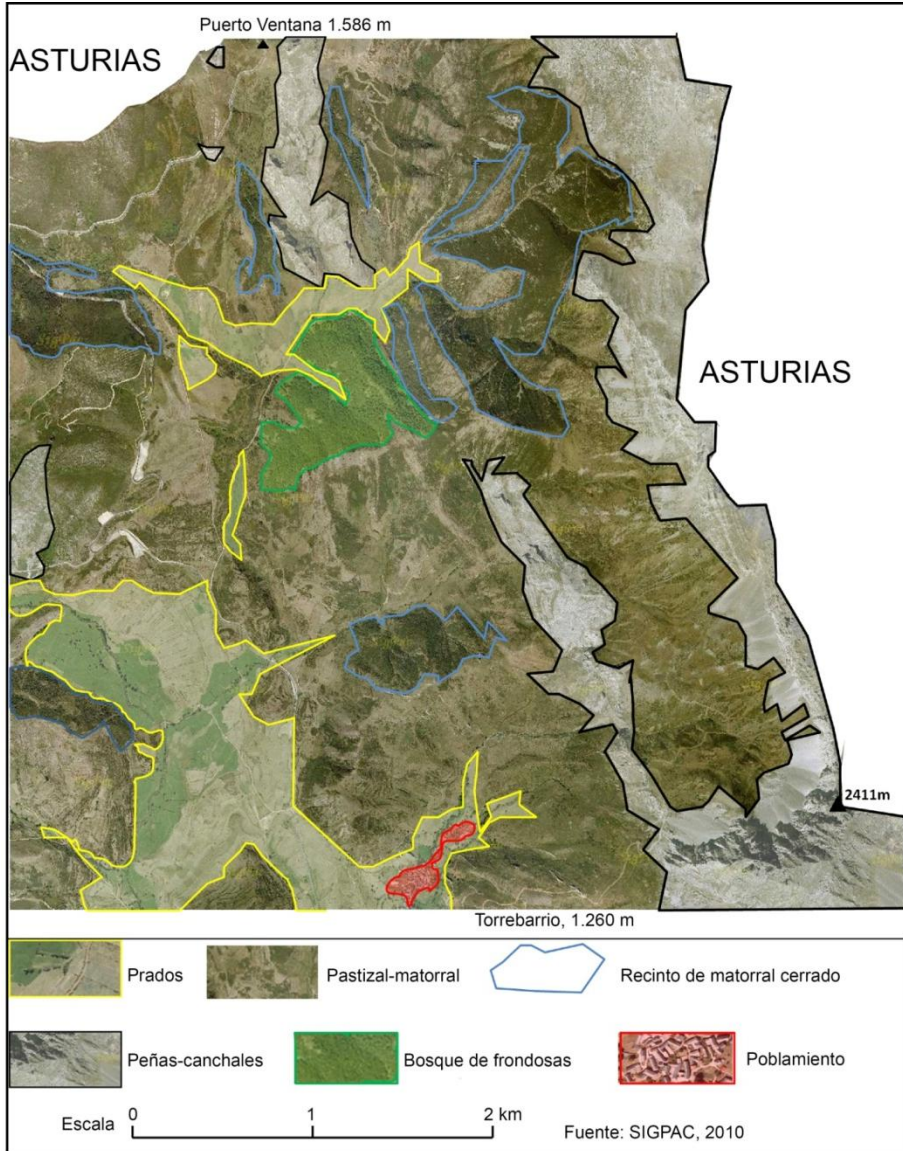 Puerto Ventana 1.586 m
ASTURIAS
ASTURIAS
2411m
Torrebarrio, 1.260 m
Prados
Pastizal-matorral
Recinto de matorral cerrado
Peñas-canchales
Bosque de frondosas
Poblamiento
Escala
0
1
2 km
Fuente: SIGPAC, 2010